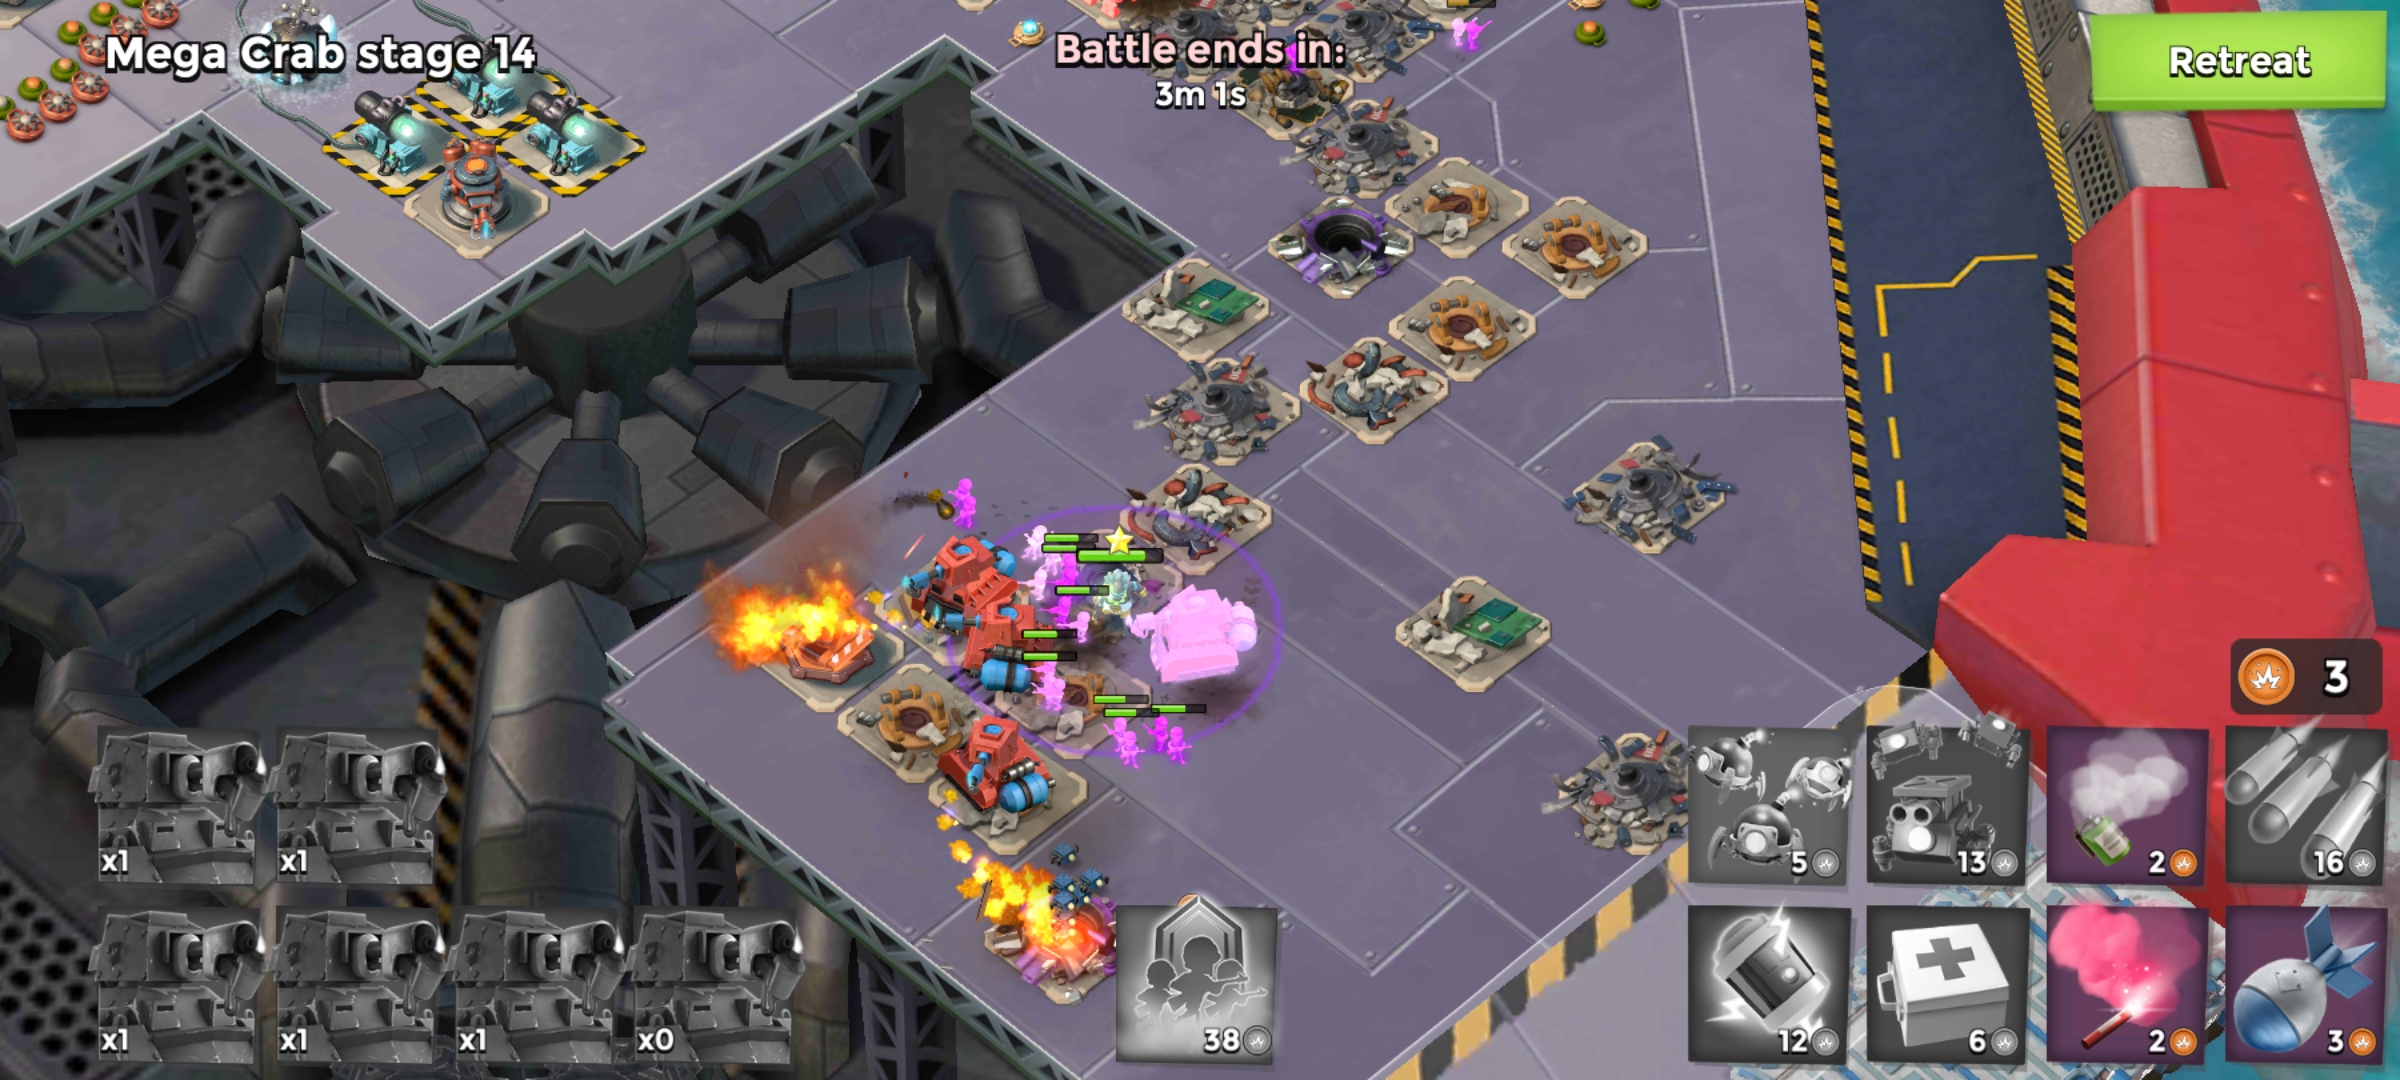 Mega Crab stage 14
Battle ends in:
3m 1s
Retreat
3
x1
x1
5
13
2
16
x1
x1
x1
x0
38
12
6
2
3